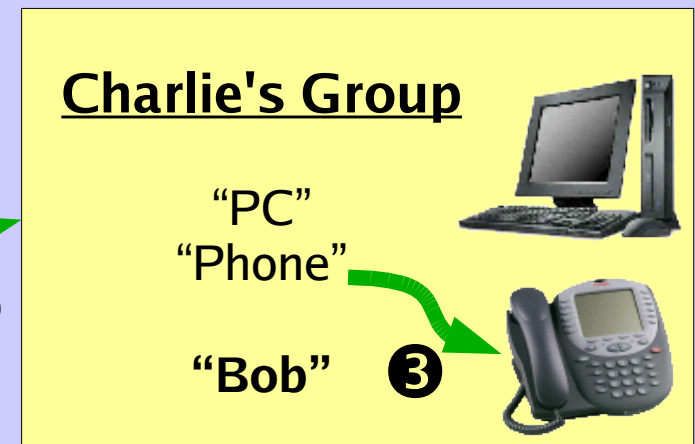 Charlie's Group
“PC”
“Phone”
“Bob” ❸